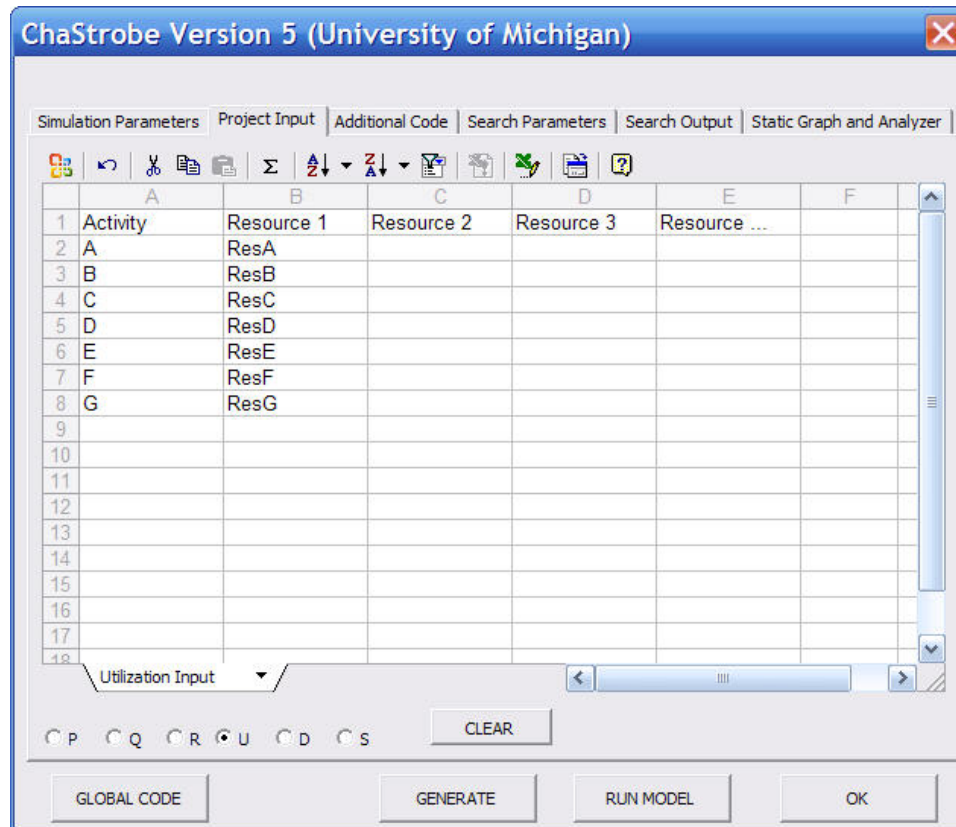 ChaStrobe Version 5 (University of Michigan)
Simulation Parameters Project Input Additional Code Search Parameters Search Output Static Graph and Analyzer
A B C D E F
1 Activity Resource 1 Resource 2 Resource 3 Resource ...
2 A ResA
3 B ResB
4 C ResC
5 D ResD
6 E ResE
7 F ResF
8 G ResG
9
10
11
12
13
14
15
16
17
18
Utilization Input
P Q R U D S CLEAR
GLOBAL CODE GENERATE RUN MODEL OK